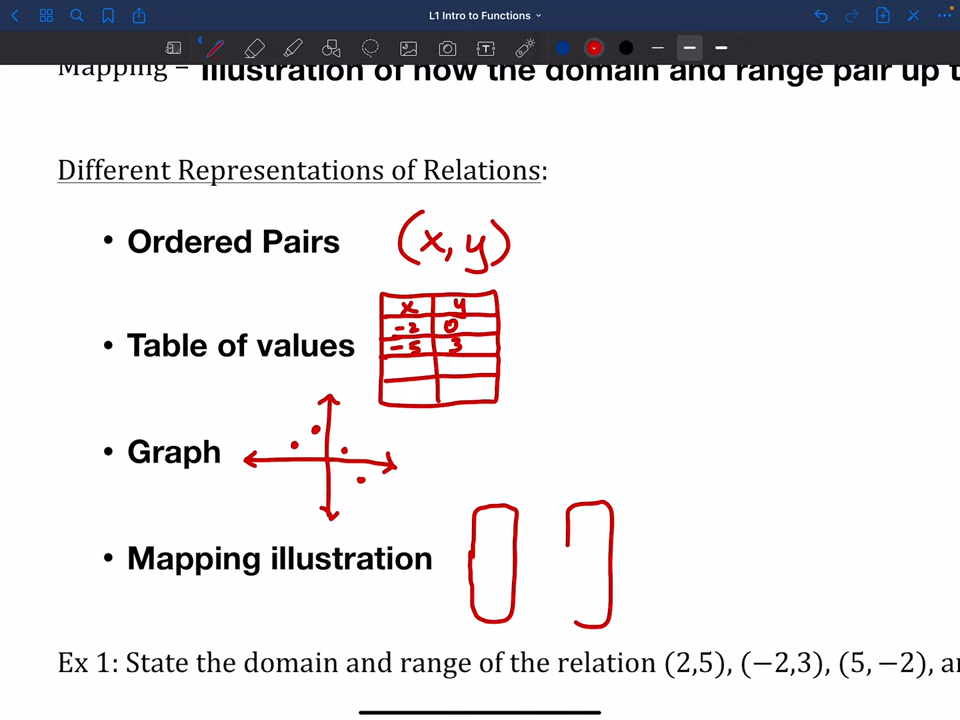 L1 Intro to Functions
Mapping = Illustration of how the domain and range pair up t
Different Representations of Relations:
• Ordered Pairs (x, y)
x y
-2 0
• Table of values
-5 3
• Graph
• Mapping illustration
Ex 1: State the domain and range of the relation (2,5), (−2,3), (5, −2), an